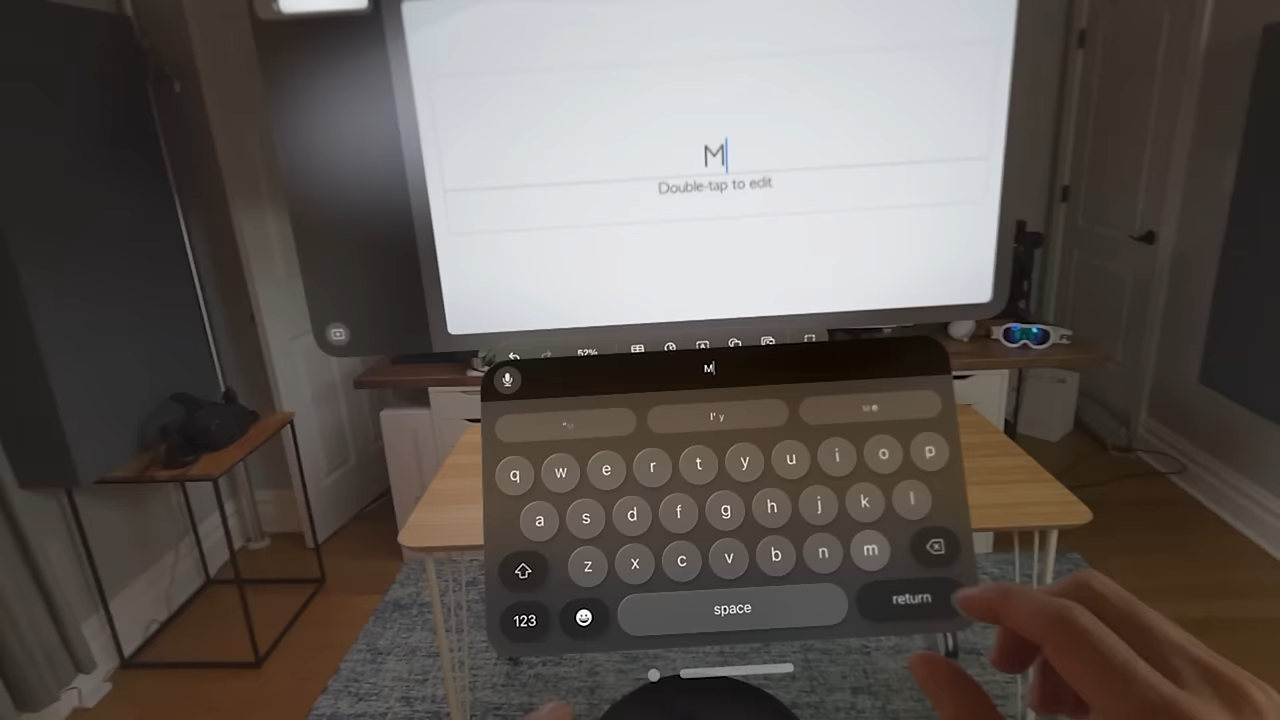 M
Double-tap to edit
52%
M
I'y
q w e r t y u i o p
a s d f g h j k l
z x c v b n m
123 space return